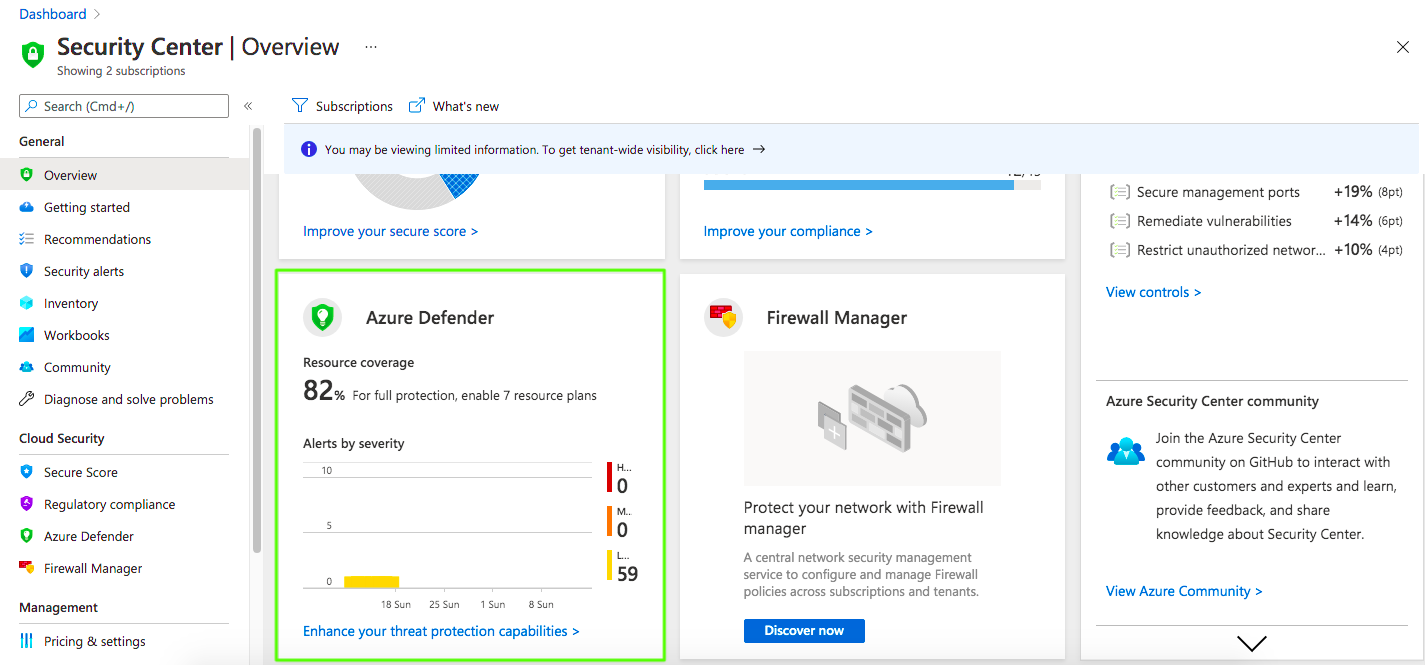 Dashboard >
Security Center | Overview ...
Showing 2 subscriptions
Search (Cmd+/)
«
Subscriptions
What's new
You may be viewing limited information. To get tenant-wide visibility, click here →
General
Overview
Getting started
Recommendations
Security alerts
Inventory
Workbooks
Community
Diagnose and solve problems
Cloud Security
Secure Score
Regulatory compliance
Azure Defender
Firewall Manager
Management
Pricing & settings
Improve your secure score >
Improve your compliance >
Secure management ports +19% (8pt)
Remediate vulnerabilities +14% (6pt)
Restrict unauthorized networ... +10% (4pt)
View controls >
Azure Defender
Resource coverage
82% For full protection, enable 7 resource plans
Alerts by severity
10
5
0
18 Sun 25 Sun 1 Sun 8 Sun
H...
0
M...
0
L...
59
Enhance your threat protection capabilities >
Firewall Manager
Protect your network with Firewall
manager
A central network security management
service to configure and manage Firewall
policies across subscriptions and tenants.
Discover now
Azure Security Center community
Join the Azure Security Center
community on GitHub to interact with
other customers and experts and learn,
provide feedback, and share
knowledge about Security Center.
View Azure Community >